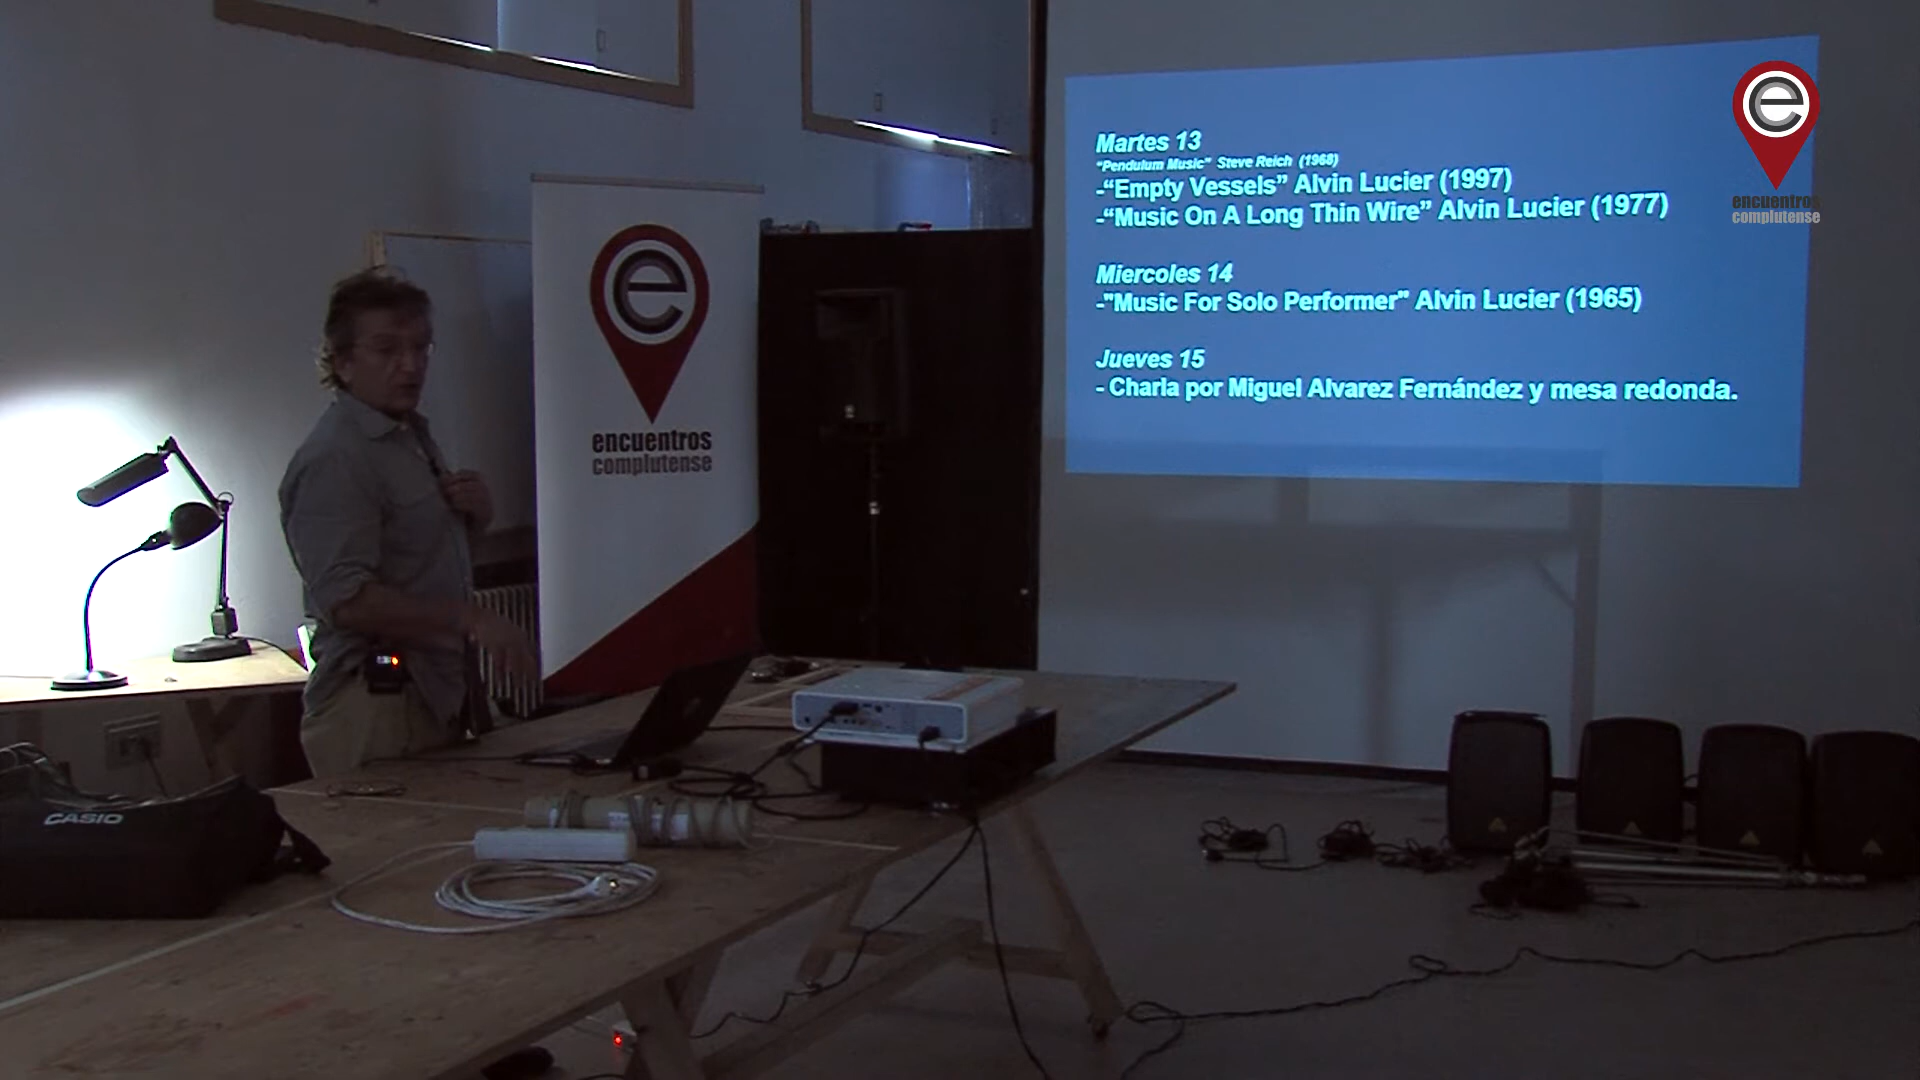 Martes 13
“Pendulum Music” Steve Reich (1968)
-“Empty Vessels” Alvin Lucier (1997)
-“Music On A Long Thin Wire” Alvin Lucier (1977)
Miercoles 14
-"Music For Solo Performer" Alvin Lucier (1965)
Jueves 15
- Charla por Miguel Alvarez Fernández y mesa redonda.
e
encuentros
complutense
e
encuentros
complutense
CASIO